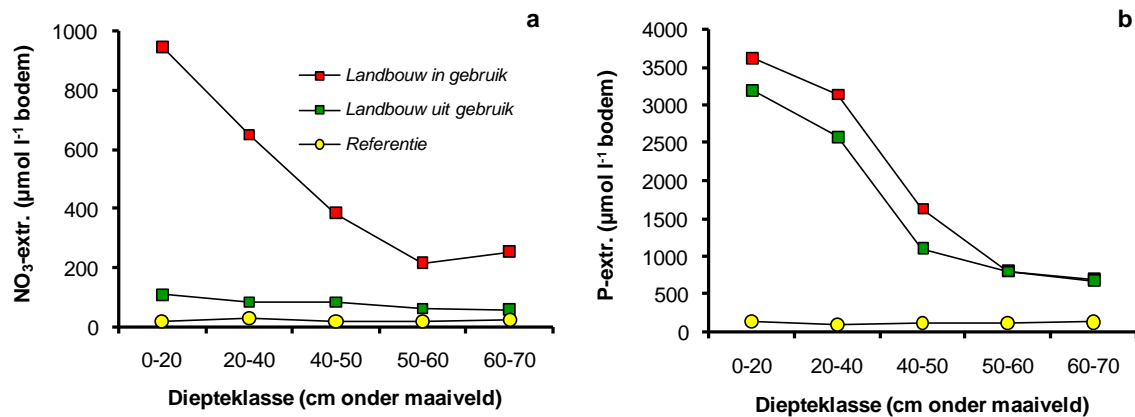 a
NO₃-extr. (µmol l⁻¹ bodem)
1000
800
600
400
200
0
Landbouw in gebruik
Landbouw uit gebruik
Referentie
0-20 20-40 40-50 50-60 60-70
Diepteklasse (cm onder maaiveld)
b
P-extr. (µmol l⁻¹ bodem)
4000
3500
3000
2500
2000
1500
1000
500
0
0-20 20-40 40-50 50-60 60-70
Diepteklasse (cm onder maaiveld)